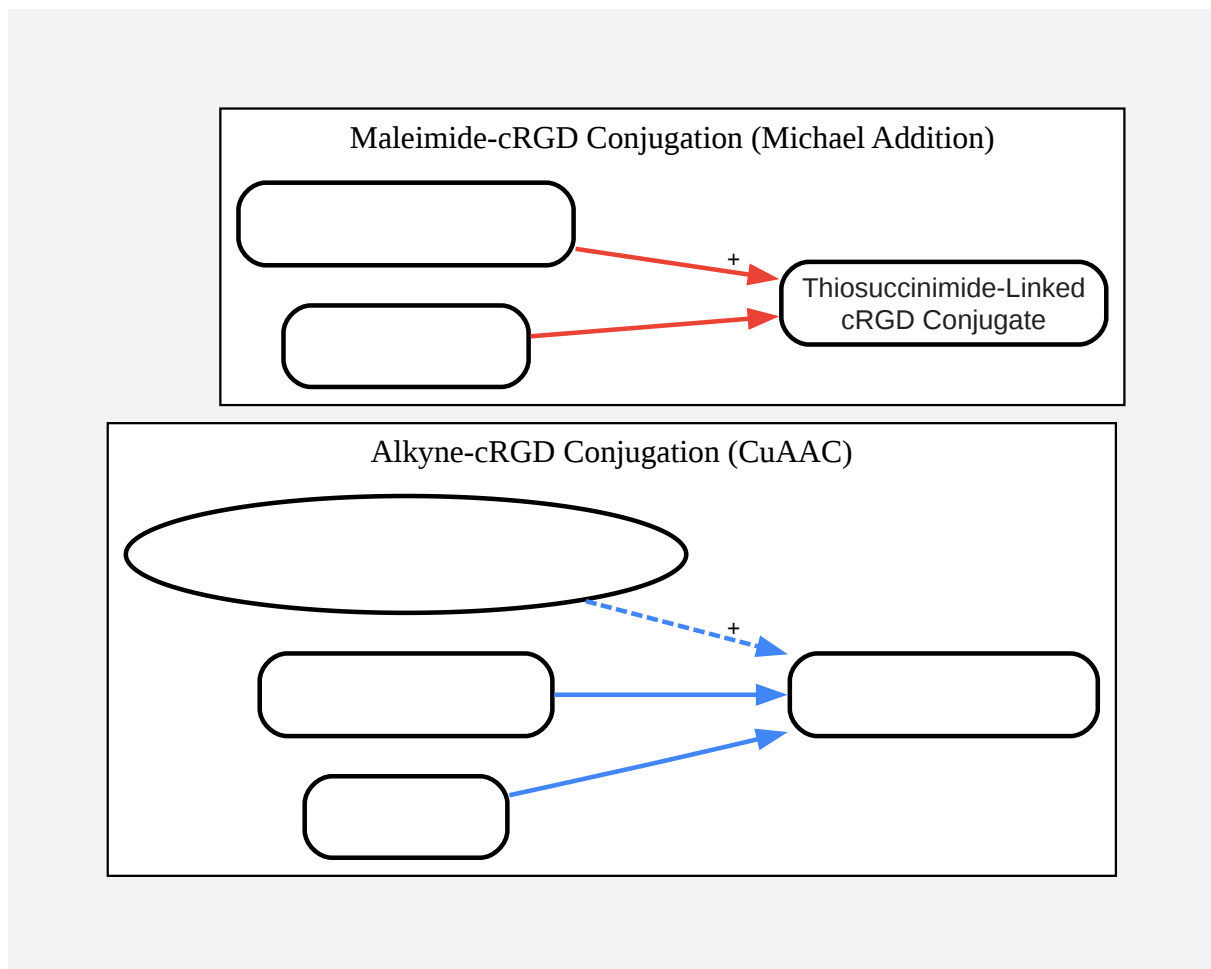 Maleimide-cRGD Conjugation (Michael Addition)
+
Thiosuccinimide-Linked
cRGD Conjugate
Alkyne-cRGD Conjugation (CuAAC)
+